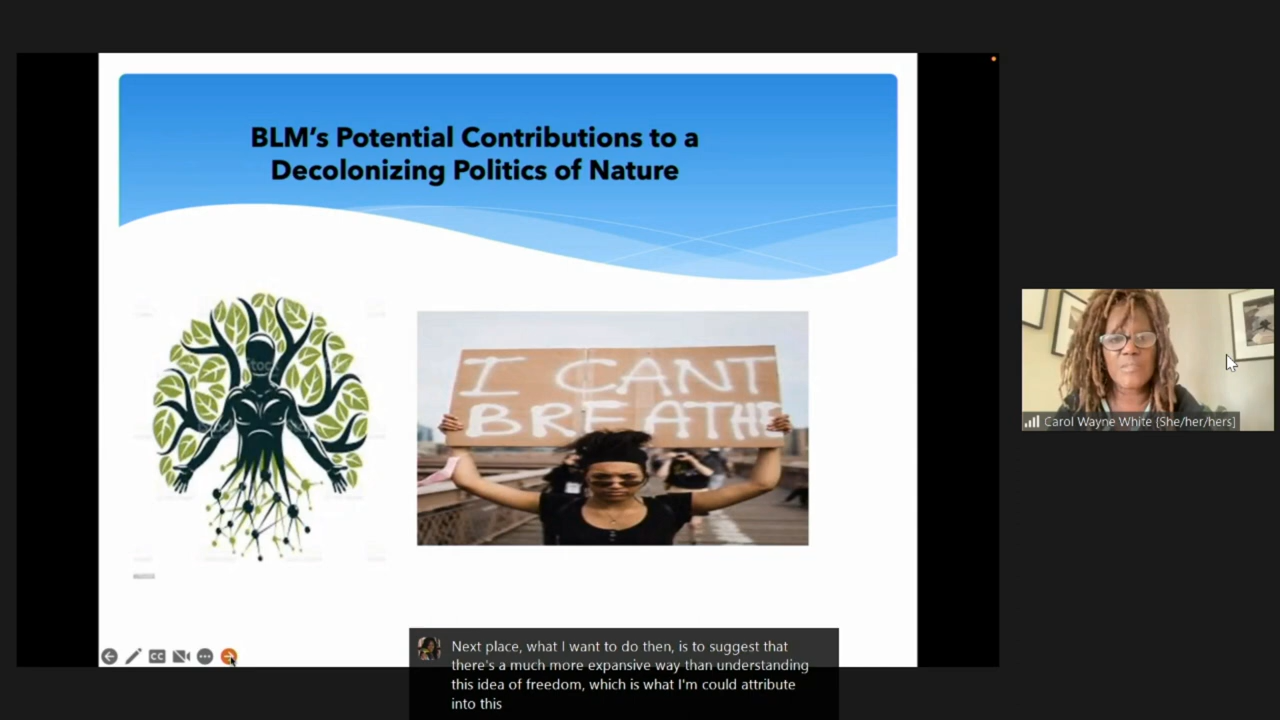 BLM’s Potential Contributions to a
Decolonizing Politics of Nature
I CANT
BREATHE
Carol Wayne White (She/her/hers]
CC
Next place, what I want to do then, is to suggest that
there's a much more expansive way than understanding
this idea of freedom, which is what I'm could attribute
into this